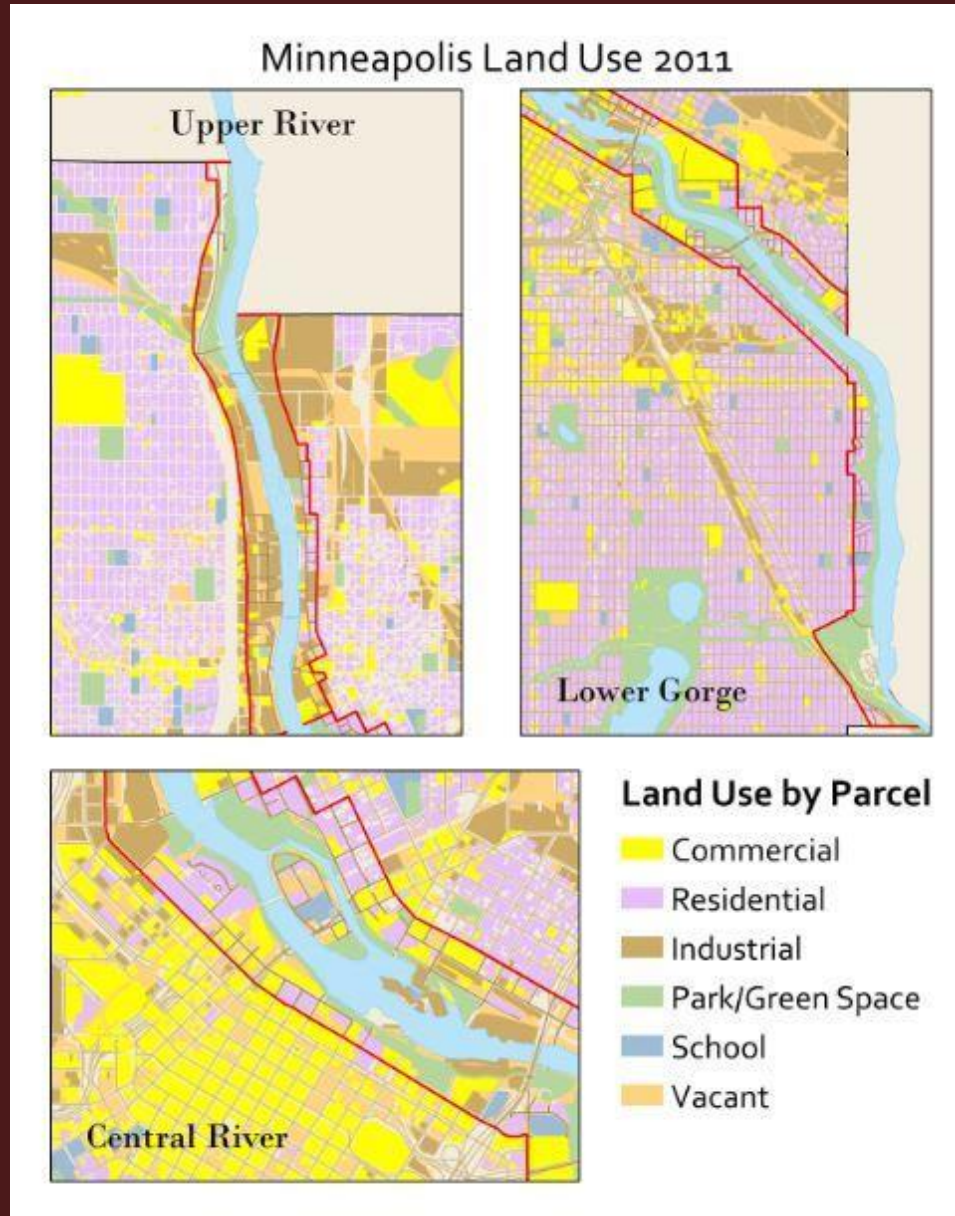 Minneapolis Land Use 2011
Upper River
Lower Gorge
Central River
Land Use by Parcel
Commercial
Residential
Industrial
Park/Green Space
School
Vacant